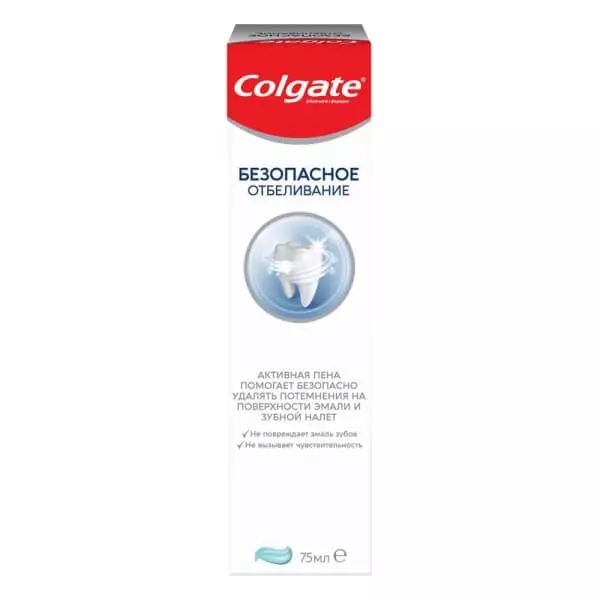 Colgate®
БЕЗОПАСНОЕ
ОТБЕЛИВАНИЕ
АКТИВНАЯ ПЕНА
ПОМОГАЕТ БЕЗОПАСНО
УДАЛЯТЬ ПОТЕМНЕНИЯ НА
ПОВЕРХНОСТИ ЭМАЛИ И
ЗУБНОЙ НАЛЕТ
✓Не повреждает эмаль зубов
✓Не вызывает чувствительность
75мл ℮